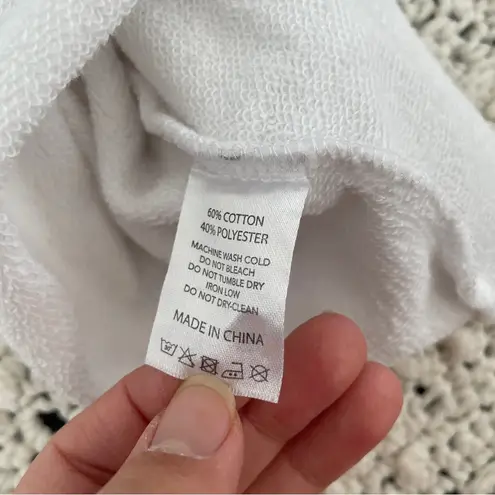 60% COTTON
40% POLYESTER
MACHINE WASH COLD
DO NOT BLEACH
DO NOT TUMBLE DRY
IRON LOW
DO NOT DRY-CLEAN
MADE IN CHINA